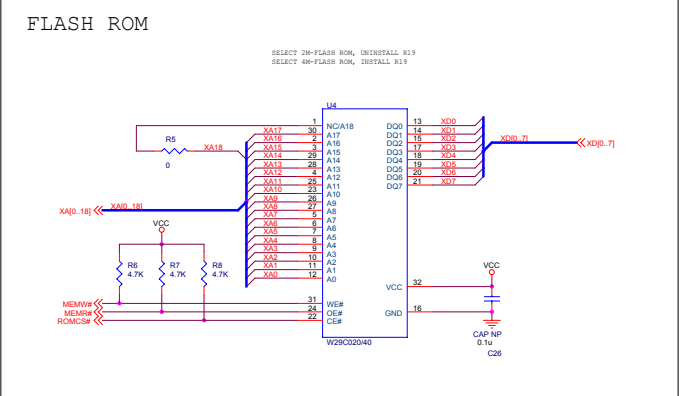 FLASH ROM
SELECT 2M-FLASH ROM, UNINSTALL R19
SELECT 4M-FLASH ROM, INSTALL R19
U4
1 NC/A18
XA17 30 A17
XA16 2 A16
XA15 3 A15
XA14 29 A14
XA13 28 A13
XA12 4 A12
XA11 25 A11
XA10 23 A10
XA9 26 A9
XA8 27 A8
XA7 5 A7
XA6 6 A6
XA5 7 A5
XA4 8 A4
XA3 9 A3
XA2 10 A2
XA1 11 A1
XA0 12 A0
DQ0 13 XD0
DQ1 14 XD1
DQ2 15 XD2
DQ3 17 XD3
DQ4 18 XD4
DQ5 19 XD5
DQ6 20 XD6
DQ7 21 XD7
XD[0..7]
XD[0..7]
R5
0
XA18
XA[0..18]
XA[0..18]
VCC
R6
4.7K
R7
4.7K
R8
4.7K
MEMW# 31 WE#
MEMR# 24 OE#
ROMCS# 22 CE#
VCC 32
GND 16
VCC
CAP NP
0.1u
C26
W29C020/40